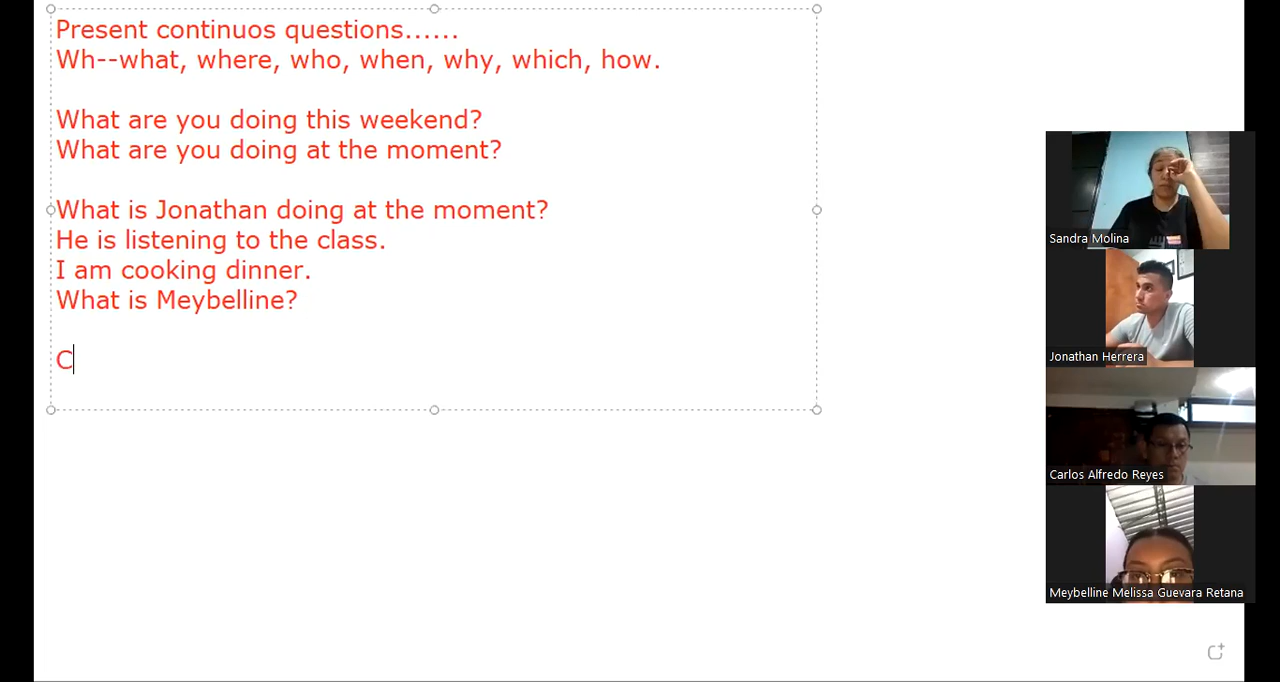 Present continuos questions......
Wh--what, where, who, when, why, which, how.
What are you doing this weekend?
What are you doing at the moment?
What is Jonathan doing at the moment?
He is listening to the class.
I am cooking dinner.
What is Meybelline?
C
Sandra Molina
Jonathan Herrera
Carlos Alfredo Reyes
Meybelline Melissa Guevara Retana